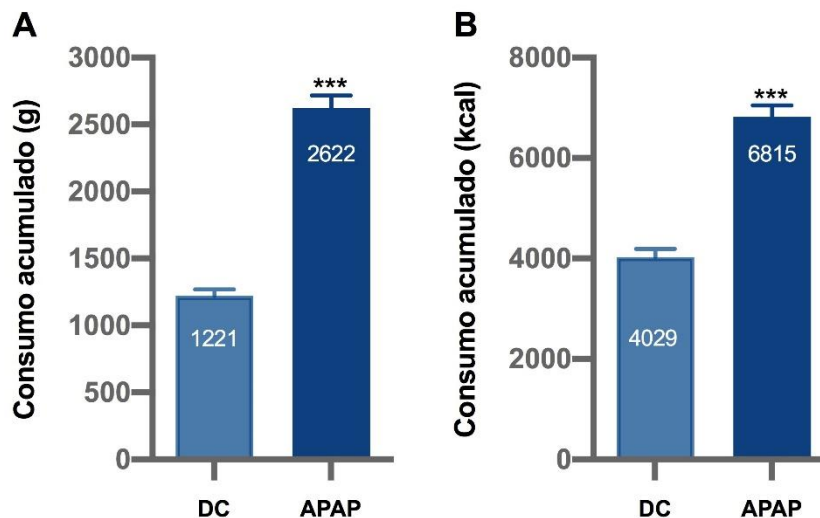 A
Consumo acumulado (g)
3000
2500
2000
1500
1000
500
0
1221
***
2622
DC
APAP
B
Consumo acumulado (kcal)
8000
6000
4000
2000
0
4029
***
6815
DC
APAP